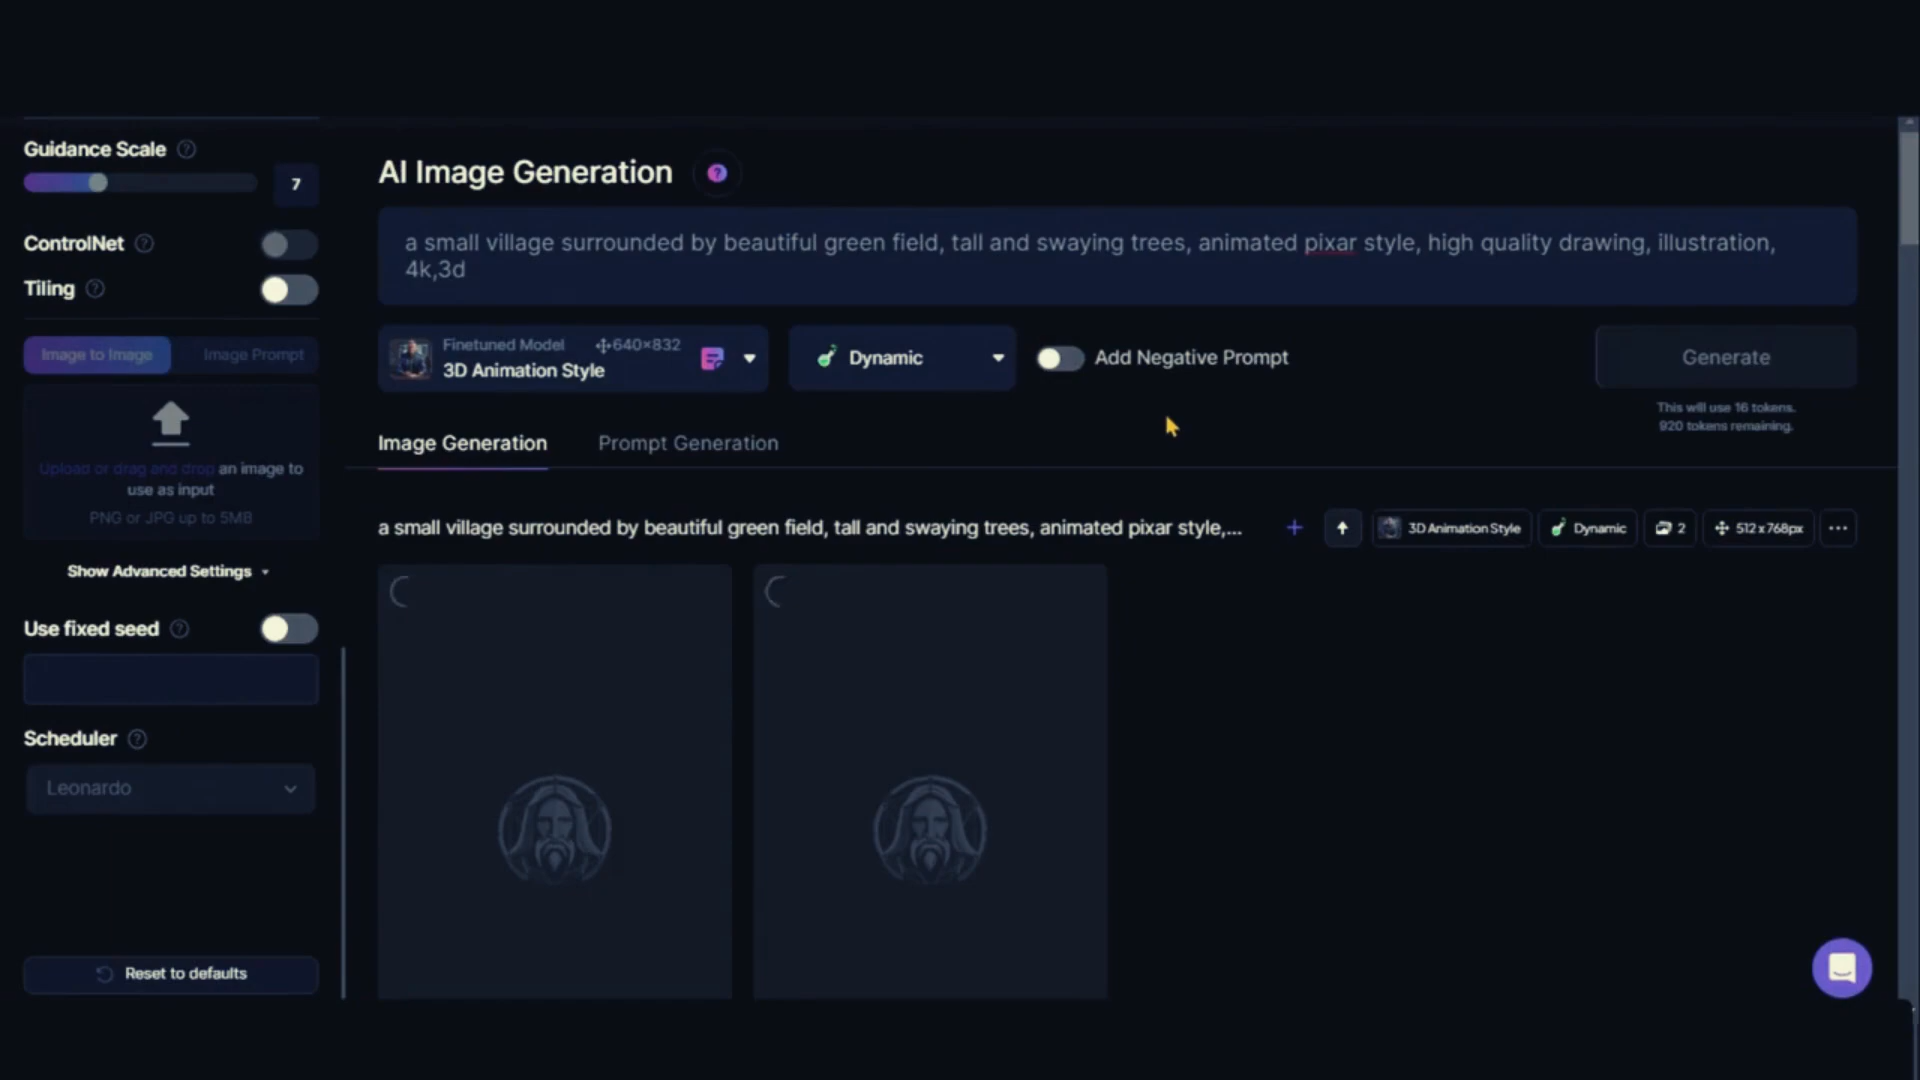 Guidance Scale
7
ControlNet
Tiling
Image to Image
Image Prompt
Upload or drag and drop an image to
use as input
PNG or JPG up to 5MB
Show Advanced Settings
Use fixed seed
Scheduler
Leonardo
Reset to defaults
AI Image Generation
a small village surrounded by beautiful green field, tall and swaying trees, animated pixar style, high quality drawing, illustration,
4k,3d
Finetuned Model
640×832
3D Animation Style
Dynamic
Add Negative Prompt
Generate
This will use 16 tokens.
920 tokens remaining.
Image Generation
Prompt Generation
a small village surrounded by beautiful green field, tall and swaying trees, animated pixar style,...
3D Animation Style
Dynamic
2
512 x 768px